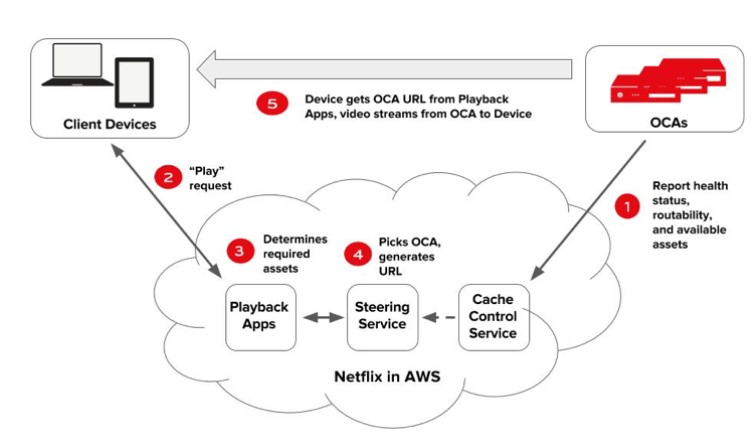 Client Devices
5
Device gets OCA URL from Playback
Apps, video streams from OCA to Device
OCAs
2
“Play”
request
1
Report health
status,
routability,
and available
assets
3
Determines
required
assets
4
Picks OCA,
generates
URL
Playback
Apps
Steering
Service
Cache
Control
Service
Netflix in AWS